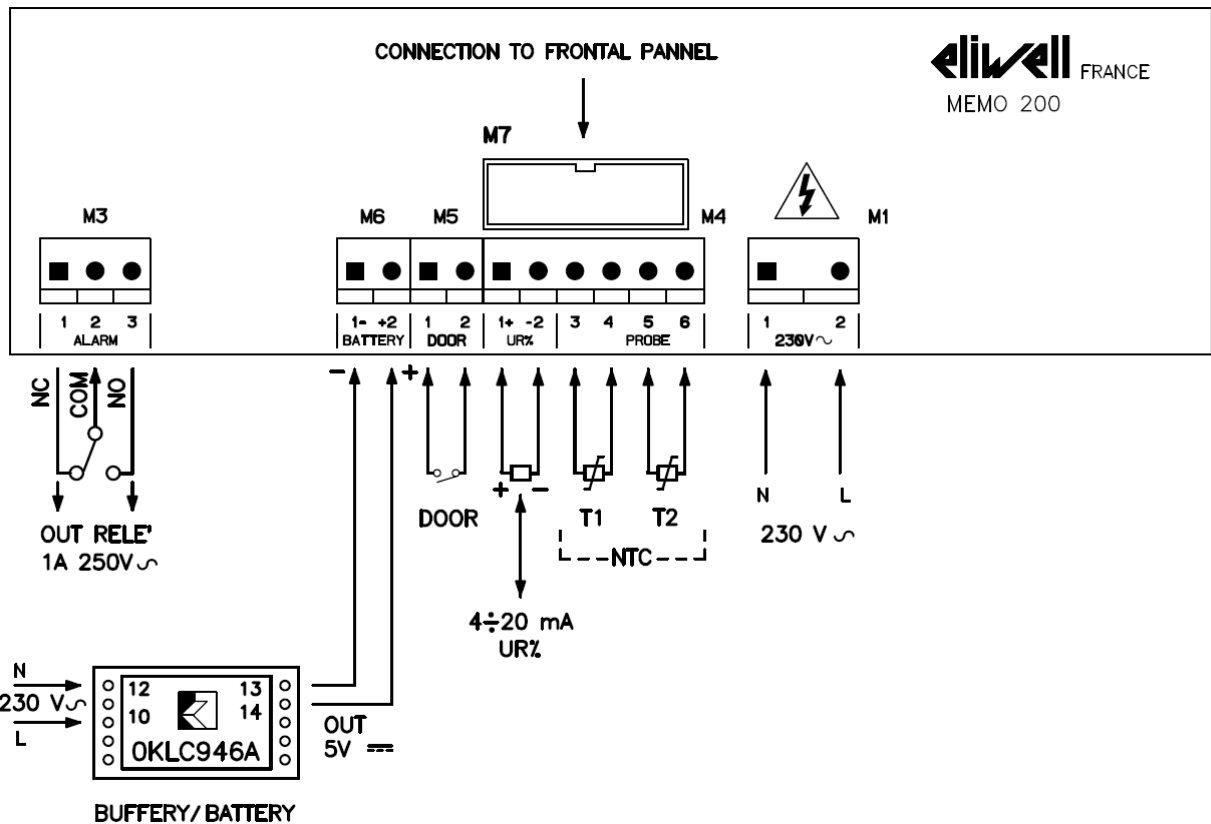 CONNECTION TO FRONTAL PANNEL
eliwell FRANCE
MEMO 200
M7
M3
M6
M5
M4
M1
1 2 3
ALARM
1- +2
BATTERY
1 2
DOOR
1+ -2
UR%
3 4 5 6
PROBE
1 2
230V~
NC
COM
NO
- +
OUT RELE'
1A 250V~
DOOR
+ -
T1 T2
NTC
4÷20 mA
UR%
N L
230 V~
N
230 V~
L
12 13
10 14
0KLC946A
OUT
5V ⎓
BUFFERY/BATTERY